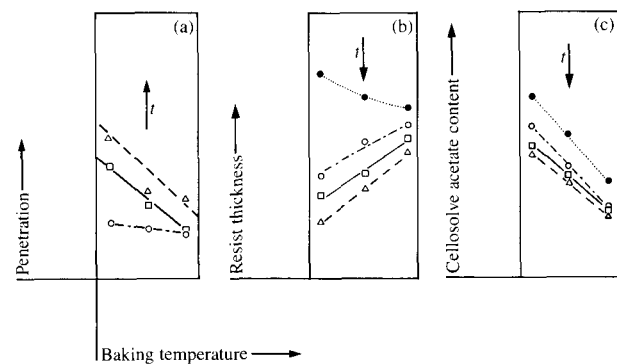 (a)
(b)
(c)
t
t
t
Penetration
Resist thickness
Cellosolve acetate content
Baking temperature